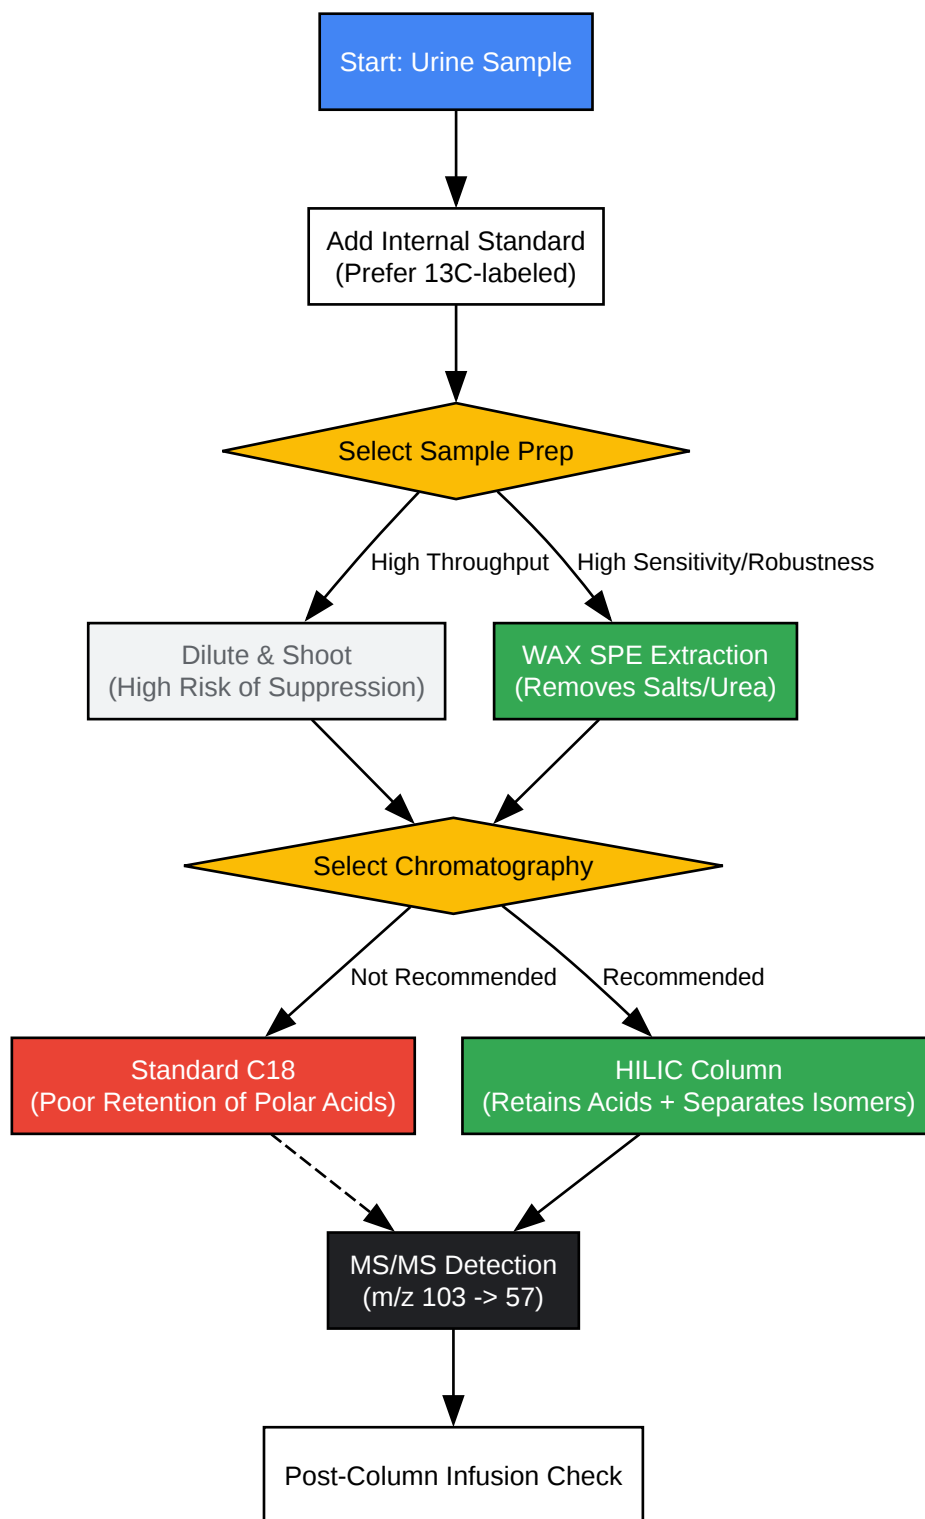 Start: Urine Sample
Add Internal Standard
(Prefer 13C-labeled)
Select Sample Prep
High Throughput
High Sensitivity/Robustness
Dilute & Shoot
(High Risk of Suppression)
WAX SPE Extraction
(Removes Salts/Urea)
Select Chromatography
Not Recommended
Recommended
Standard C18
(Poor Retention of Polar Acids)
HILIC Column
(Retains Acids + Separates Isomers)
MS/MS Detection
(m/z 103 -> 57)
Post-Column Infusion Check